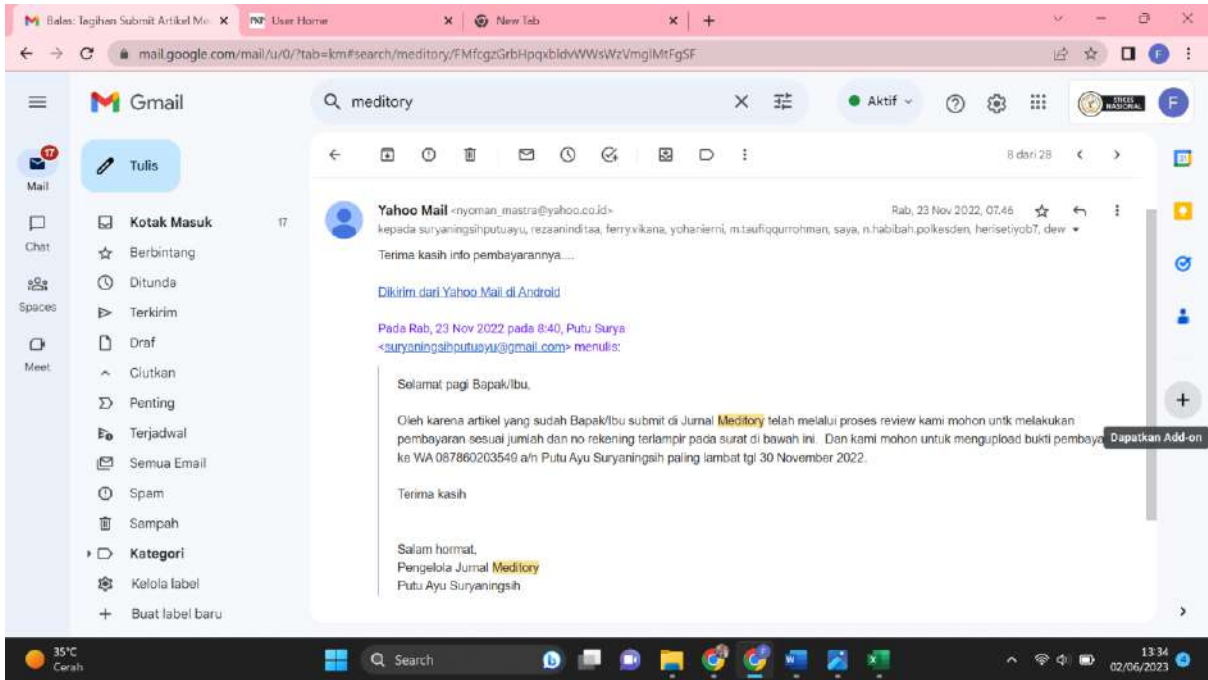 Balas: Tagihan Submit Artikel Me
User Home
New Tab
mail.google.com/mail/u/0/?tab=km#search/meditory/
Gmail
meditory
Aktif
STIKES NASIONAL
F
17
Mail
Chat
Spaces
Meet
Tulis
Kotak Masuk 17
Berbintang
Ditunda
Terkirim
Draf
Ciutkan
Penting
Terjadwal
Semua Email
Spam
Sampah
Kategori
Kelola label
Buat label baru
8 dari 28
Yahoo Mail <nyoman_mastra@yahoo.co.id>
Rab, 23 Nov 2022, 07.46
kepada suryaningsihputuayu, rezaaninditaa, ferry.vikana, yohanierni, m.taufiqqurrohman, saya, n.habibah.polkesden, herisetiyob7, dew
Terima kasih info pembayarannya....
Dikirim dari Yahoo Mail di Android
Pada Rab, 23 Nov 2022 pada 8:40, Putu Surya
<suryaningsihputuayu@gmail.com> menulis:
Selamat pagi Bapak/Ibu,
Oleh karena artikel yang sudah Bapak/Ibu submit di Jurnal Meditory telah melalui proses review kami mohon untk melakukan
pembayaran sesuai jumlah dan no rekening terlampir pada surat di bawah ini. Dan kami mohon untuk mengupload bukti pembaya
ke WA 087860203549 a/n Putu Ayu Suryaningsih paling lambat tgl 30 November 2022.
Terima kasih
Salam hormat,
Pengelola Jurnal Meditory
Putu Ayu Suryaningsih
Dapatkan Add-on
35°C
Cerah
Search
13:34
02/06/2023